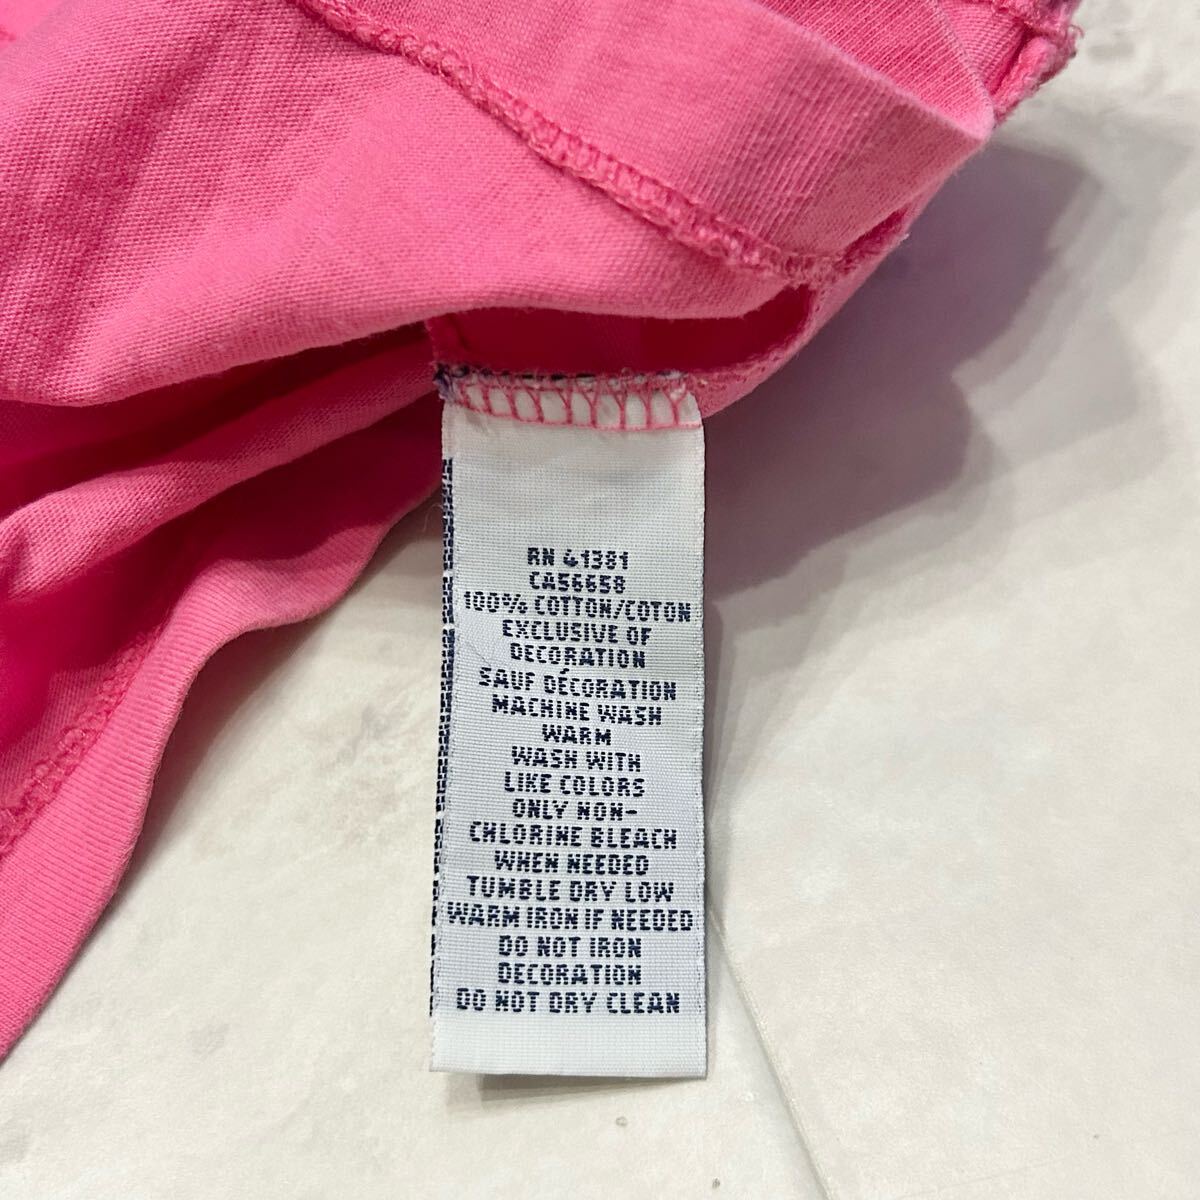 RN 41381
CA56658
100% COTTON/COTON
EXCLUSIVE OF
DECORATION
SAUF DÉCORATION
MACHINE WASH
WARM
WASH WITH
LIKE COLORS
ONLY NON-
CHLORINE BLEACH
WHEN NEEDED
TUMBLE DRY LOW
WARM IRON IF NEEDED
DO NOT IRON
DECORATION
DO NOT DRY CLEAN